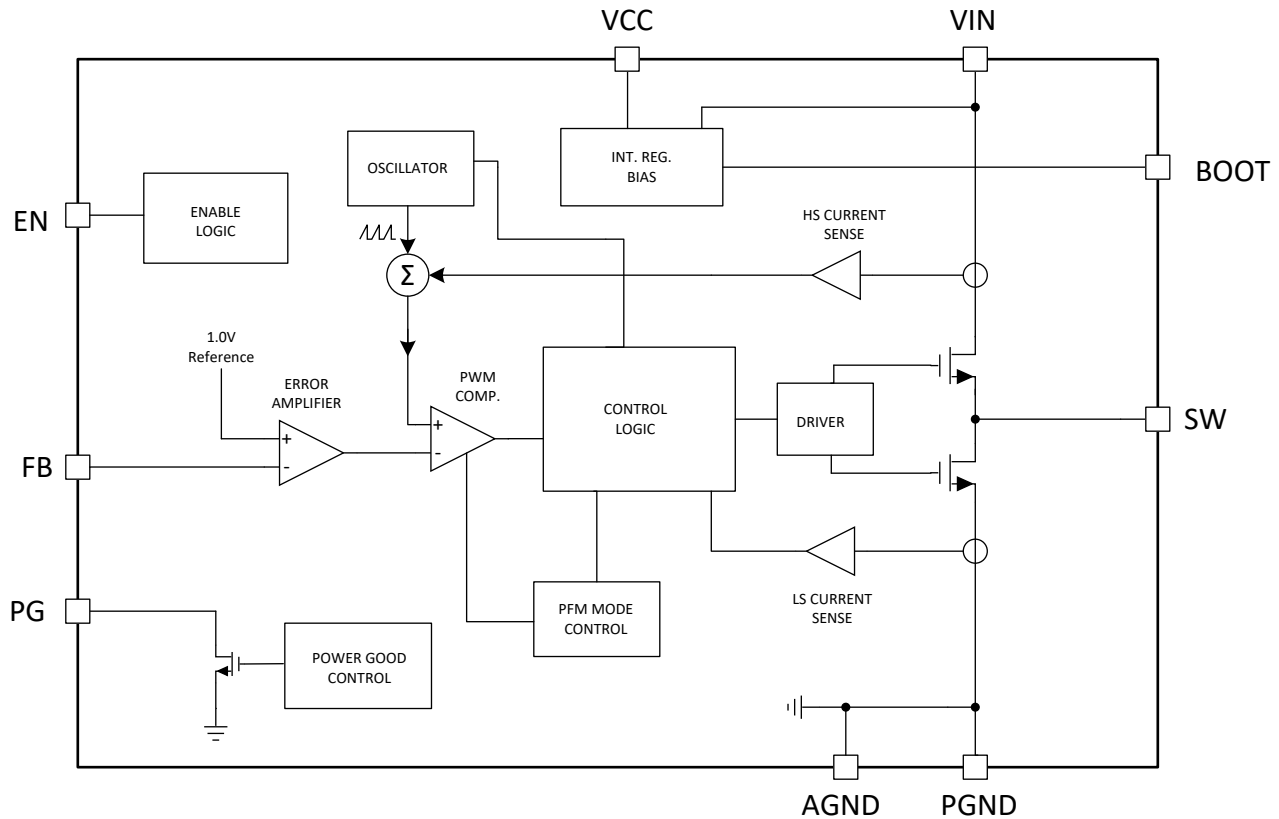 VCC
VIN
OSCILLATOR
INT. REG.
BIAS
BOOT
EN
ENABLE
LOGIC
HS CURRENT
SENSE
Σ
1.0V
Reference
ERROR
AMPLIFIER
PWM
COMP.
+
-
+
-
CONTROL
LOGIC
DRIVER
SW
FB
PG
PFM MODE
CONTROL
LS CURRENT
SENSE
POWER GOOD
CONTROL
AGND
PGND